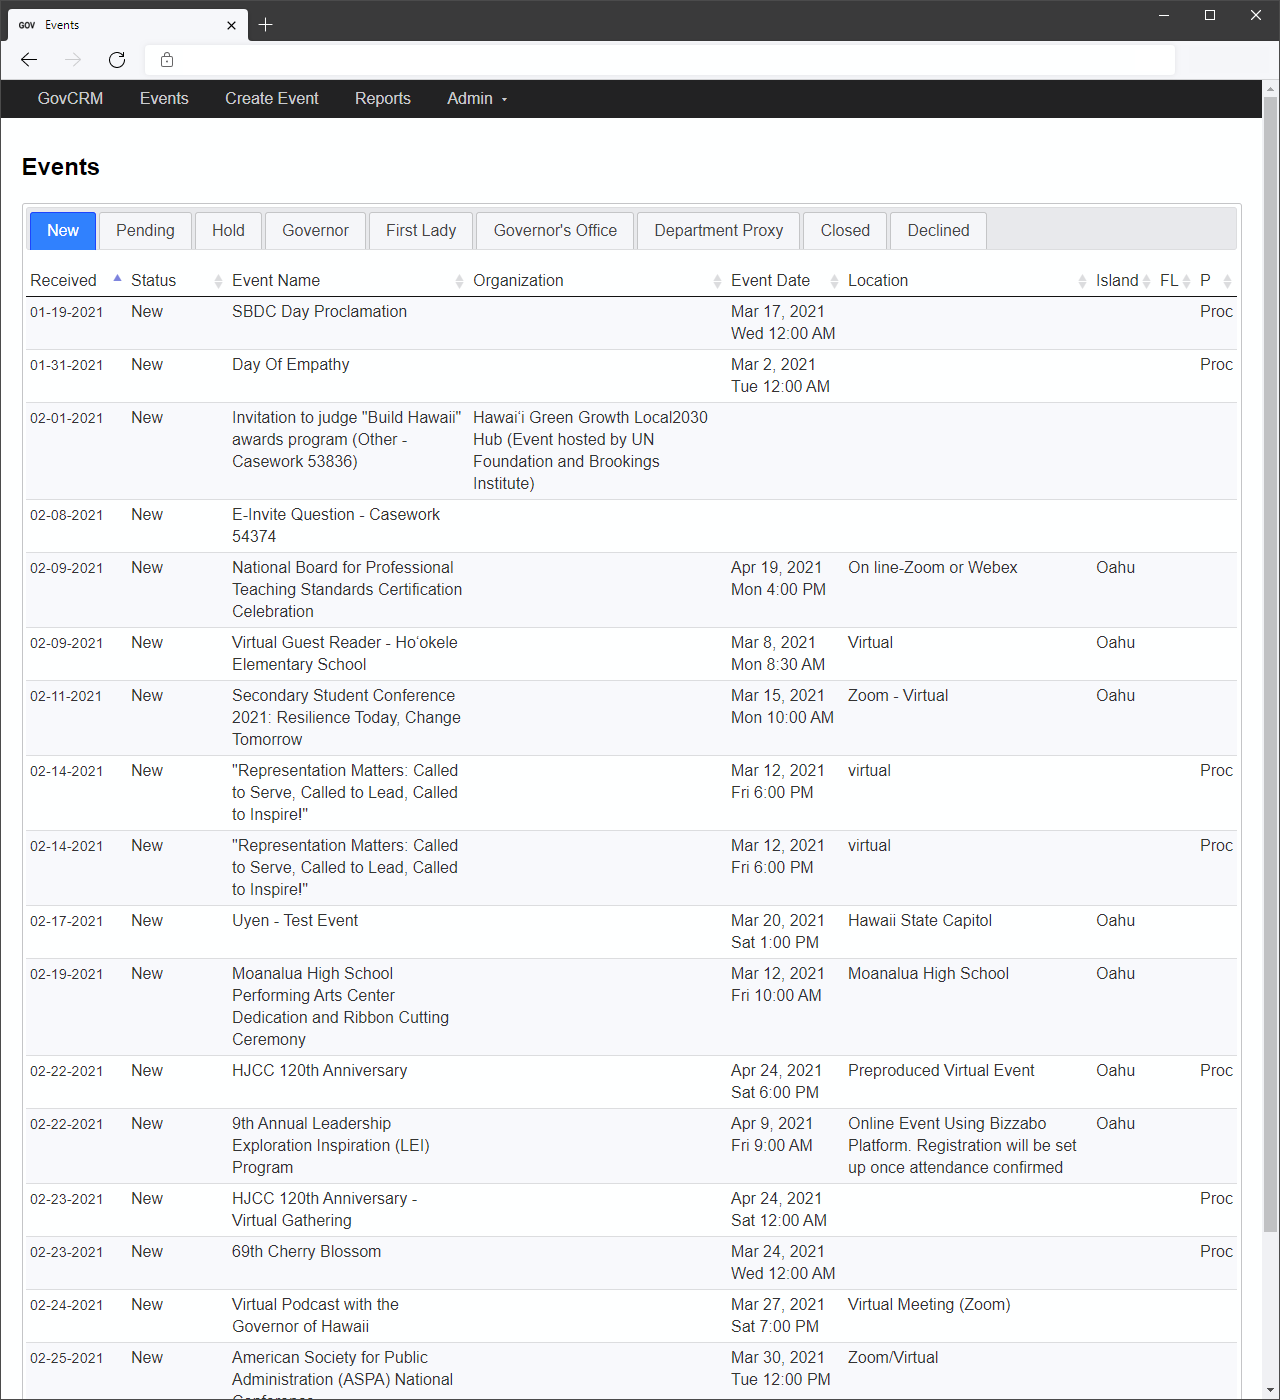 GOV Events
GovCRM Events Create Event Reports Admin
Events
New Pending Hold Governor First Lady Governor's Office Department Proxy Closed Declined
Received Status Event Name Organization Event Date Location Island FL P
01-19-2021 New SBDC Day Proclamation Mar 17, 2021 Proc
Wed 12:00 AM
01-31-2021 New Day Of Empathy Mar 2, 2021 Proc
Tue 12:00 AM
02-01-2021 New Invitation to judge "Build Hawaii" Hawaiʻi Green Growth Local2030
awards program (Other - Hub (Event hosted by UN
Casework 53836) Foundation and Brookings
Institute)
02-08-2021 New E-Invite Question - Casework
54374
02-09-2021 New National Board for Professional Apr 19, 2021 On line-Zoom or Webex Oahu
Teaching Standards Certification Mon 4:00 PM
Celebration
02-09-2021 New Virtual Guest Reader - Hoʻokele Mar 8, 2021 Virtual Oahu
Elementary School Mon 8:30 AM
02-11-2021 New Secondary Student Conference Mar 15, 2021 Zoom - Virtual Oahu
2021: Resilience Today, Change Mon 10:00 AM
Tomorrow
02-14-2021 New "Representation Matters: Called Mar 12, 2021 virtual Proc
to Serve, Called to Lead, Called Fri 6:00 PM
to Inspire!"
02-14-2021 New "Representation Matters: Called Mar 12, 2021 virtual Proc
to Serve, Called to Lead, Called Fri 6:00 PM
to Inspire!"
02-17-2021 New Uyen - Test Event Mar 20, 2021 Hawaii State Capitol Oahu
Sat 1:00 PM
02-19-2021 New Moanalua High School Mar 12, 2021 Moanalua High School Oahu
Performing Arts Center Fri 10:00 AM
Dedication and Ribbon Cutting
Ceremony
02-22-2021 New HJCC 120th Anniversary Apr 24, 2021 Preproduced Virtual Event Oahu Proc
Sat 6:00 PM
02-22-2021 New 9th Annual Leadership Apr 9, 2021 Online Event Using Bizzabo Oahu
Exploration Inspiration (LEI) Fri 9:00 AM Platform. Registration will be set
Program up once attendance confirmed
02-23-2021 New HJCC 120th Anniversary - Apr 24, 2021 Proc
Virtual Gathering Sat 12:00 AM
02-23-2021 New 69th Cherry Blossom Mar 24, 2021 Proc
Wed 12:00 AM
02-24-2021 New Virtual Podcast with the Mar 27, 2021 Virtual Meeting (Zoom)
Governor of Hawaii Sat 7:00 PM
02-25-2021 New American Society for Public Mar 30, 2021 Zoom/Virtual
Administration (ASPA) National Tue 12:00 PM